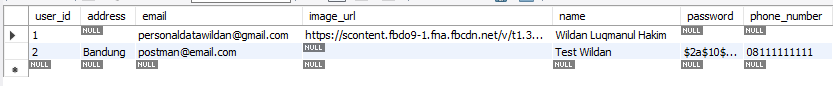 user_id address email image_url name password phone_number
1 NULL personaldatawildan@gmail.com https://scontent.fbdo9-1.fna.fbcdn.net/v/t1.3... Wildan Luqmanul Hakim NULL NULL
2 Bandung postman@email.com NULL Test Wildan $2a$10$... 08111111111
NULL NULL NULL NULL NULL NULL NULL